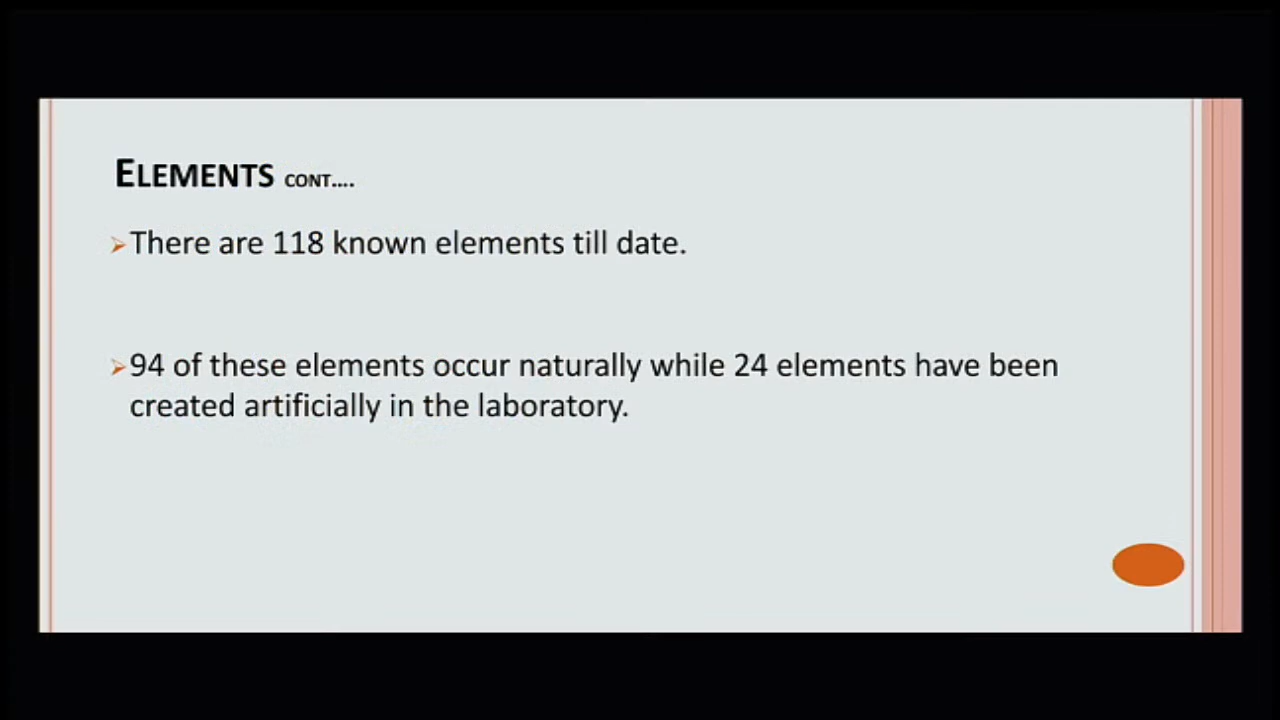 ELEMENTS CONT....
➢There are 118 known elements till date.
➢94 of these elements occur naturally while 24 elements have been
created artificially in the laboratory.